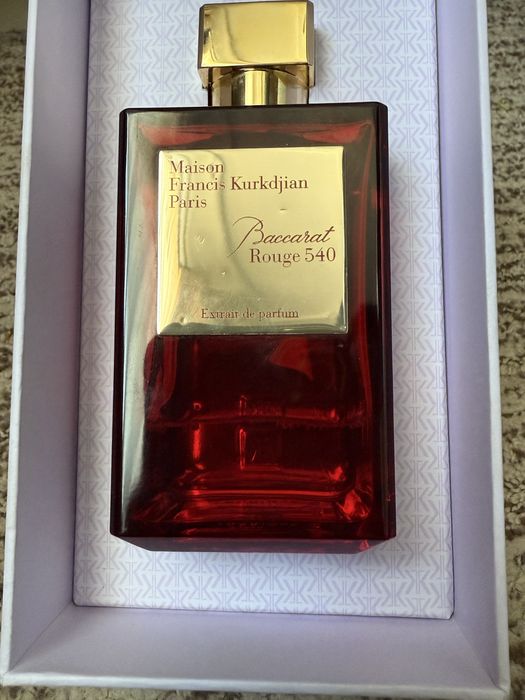 Maison
Francis Kurkdjian
Paris
Baccarat
Rouge 540
Extrait de parfum